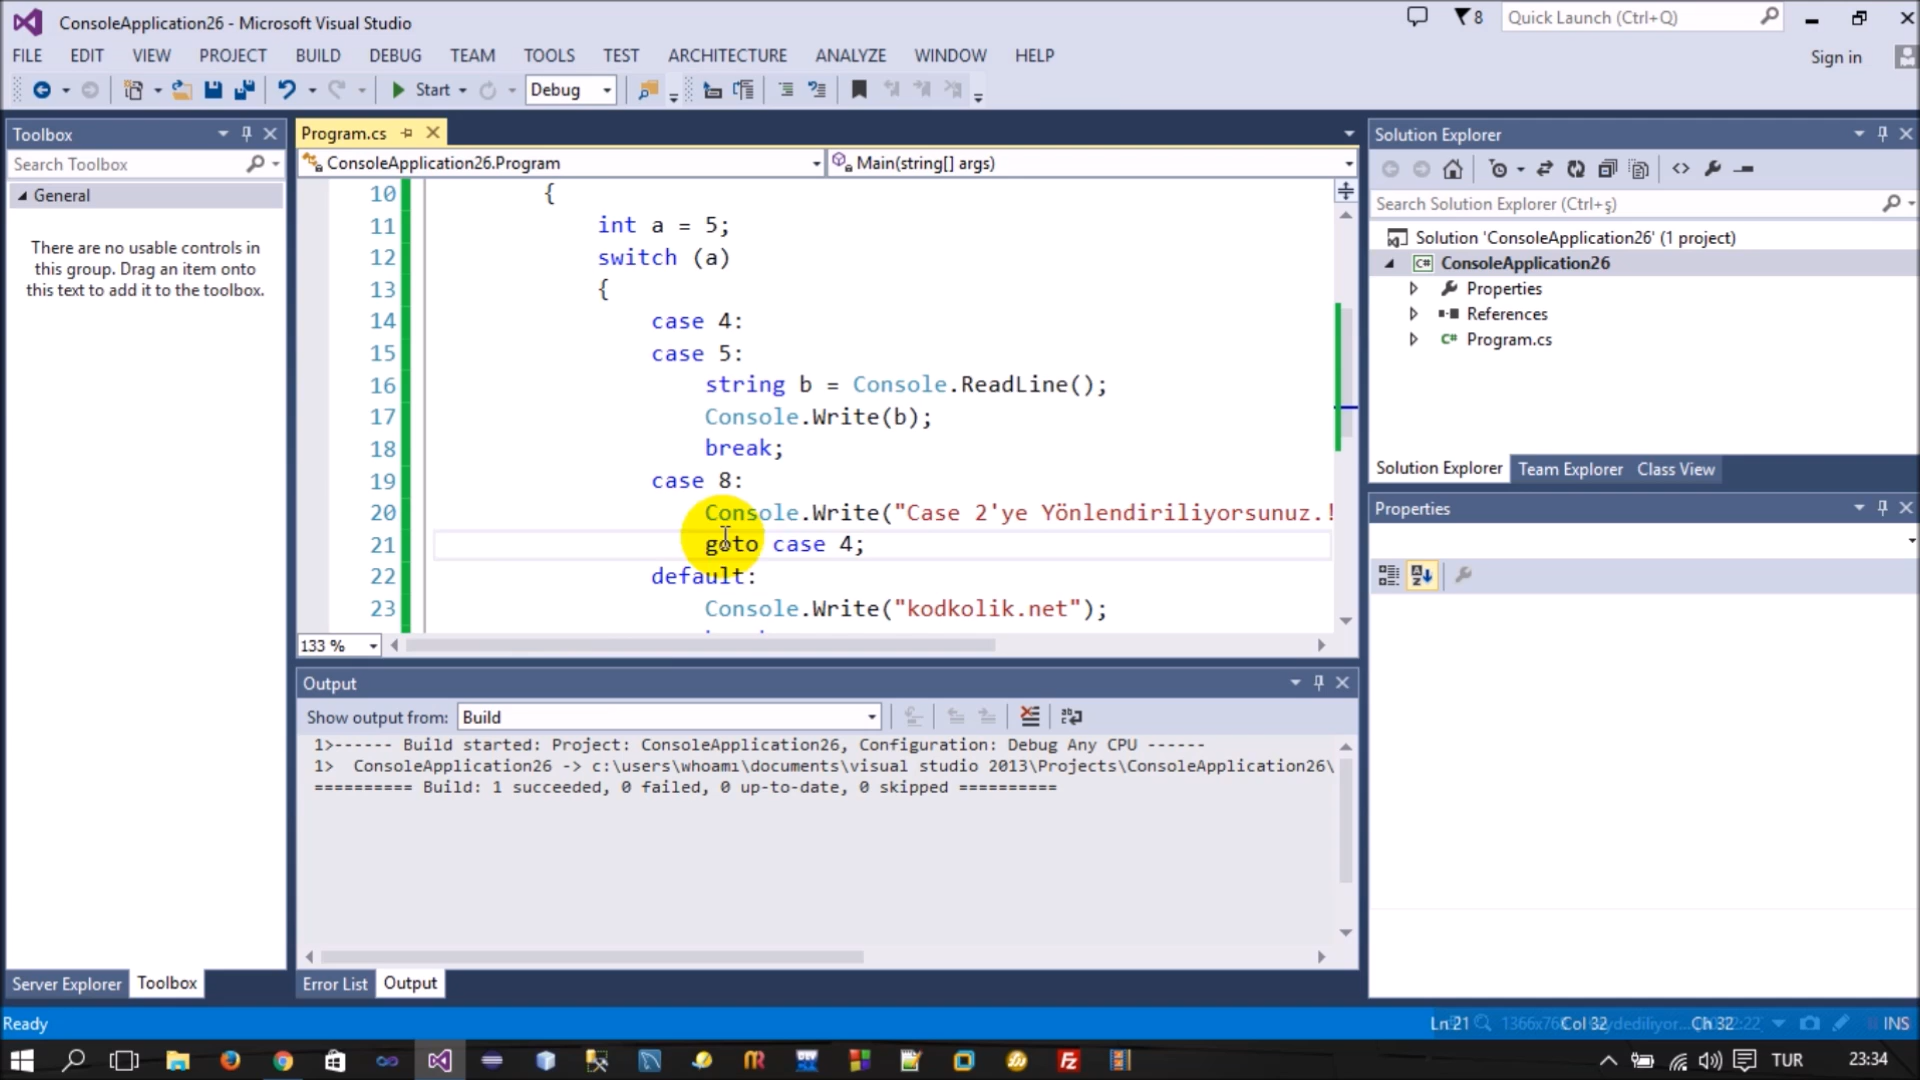 ConsoleApplication26 - Microsoft Visual Studio
8
Quick Launch (Ctrl+Q)
FILE EDIT VIEW PROJECT BUILD DEBUG TEAM TOOLS TEST ARCHITECTURE ANALYZE WINDOW HELP
Sign in
Start Debug
Toolbox
Search Toolbox
General
There are no usable controls in
this group. Drag an item onto
this text to add it to the toolbox.
Server Explorer Toolbox
Program.cs
ConsoleApplication26.Program
Main(string[] args)
10 {
11 int a = 5;
12 switch (a)
13 {
14 case 4:
15 case 5:
16 string b = Console.ReadLine();
17 Console.Write(b);
18 break;
19 case 8:
20 Console.Write("Case 2'ye Yönlendiriliyorsunuz.!
21 goto case 4;
22 default:
23 Console.Write("kodkolik.net");
133 %
Output
Show output from: Build
1>------ Build started: Project: ConsoleApplication26, Configuration: Debug Any CPU ------
1> ConsoleApplication26 -> c:\users\whoamı\documents\visual studio 2013\Projects\ConsoleApplication26\
========== Build: 1 succeeded, 0 failed, 0 up-to-date, 0 skipped ==========
Error List Output
Solution Explorer
Search Solution Explorer (Ctrl+ş)
Solution 'ConsoleApplication26' (1 project)
ConsoleApplication26
Properties
References
Program.cs
Solution Explorer Team Explorer Class View
Properties
Ready
Ln 21 Col 32 Ch 32 INS
TUR 23:34